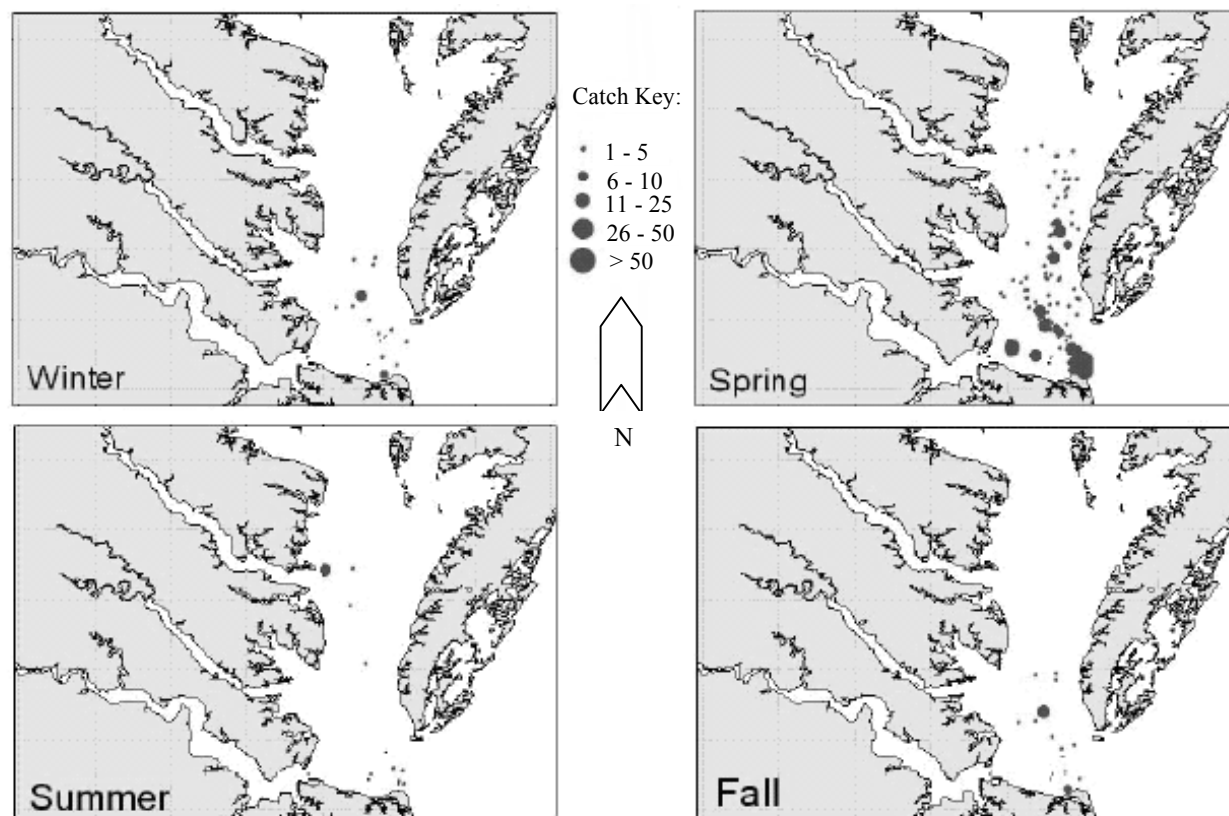 Winter
Catch Key:
1 - 5
6 - 10
11 - 25
26 - 50
> 50
N
Spring
Summer
Fall